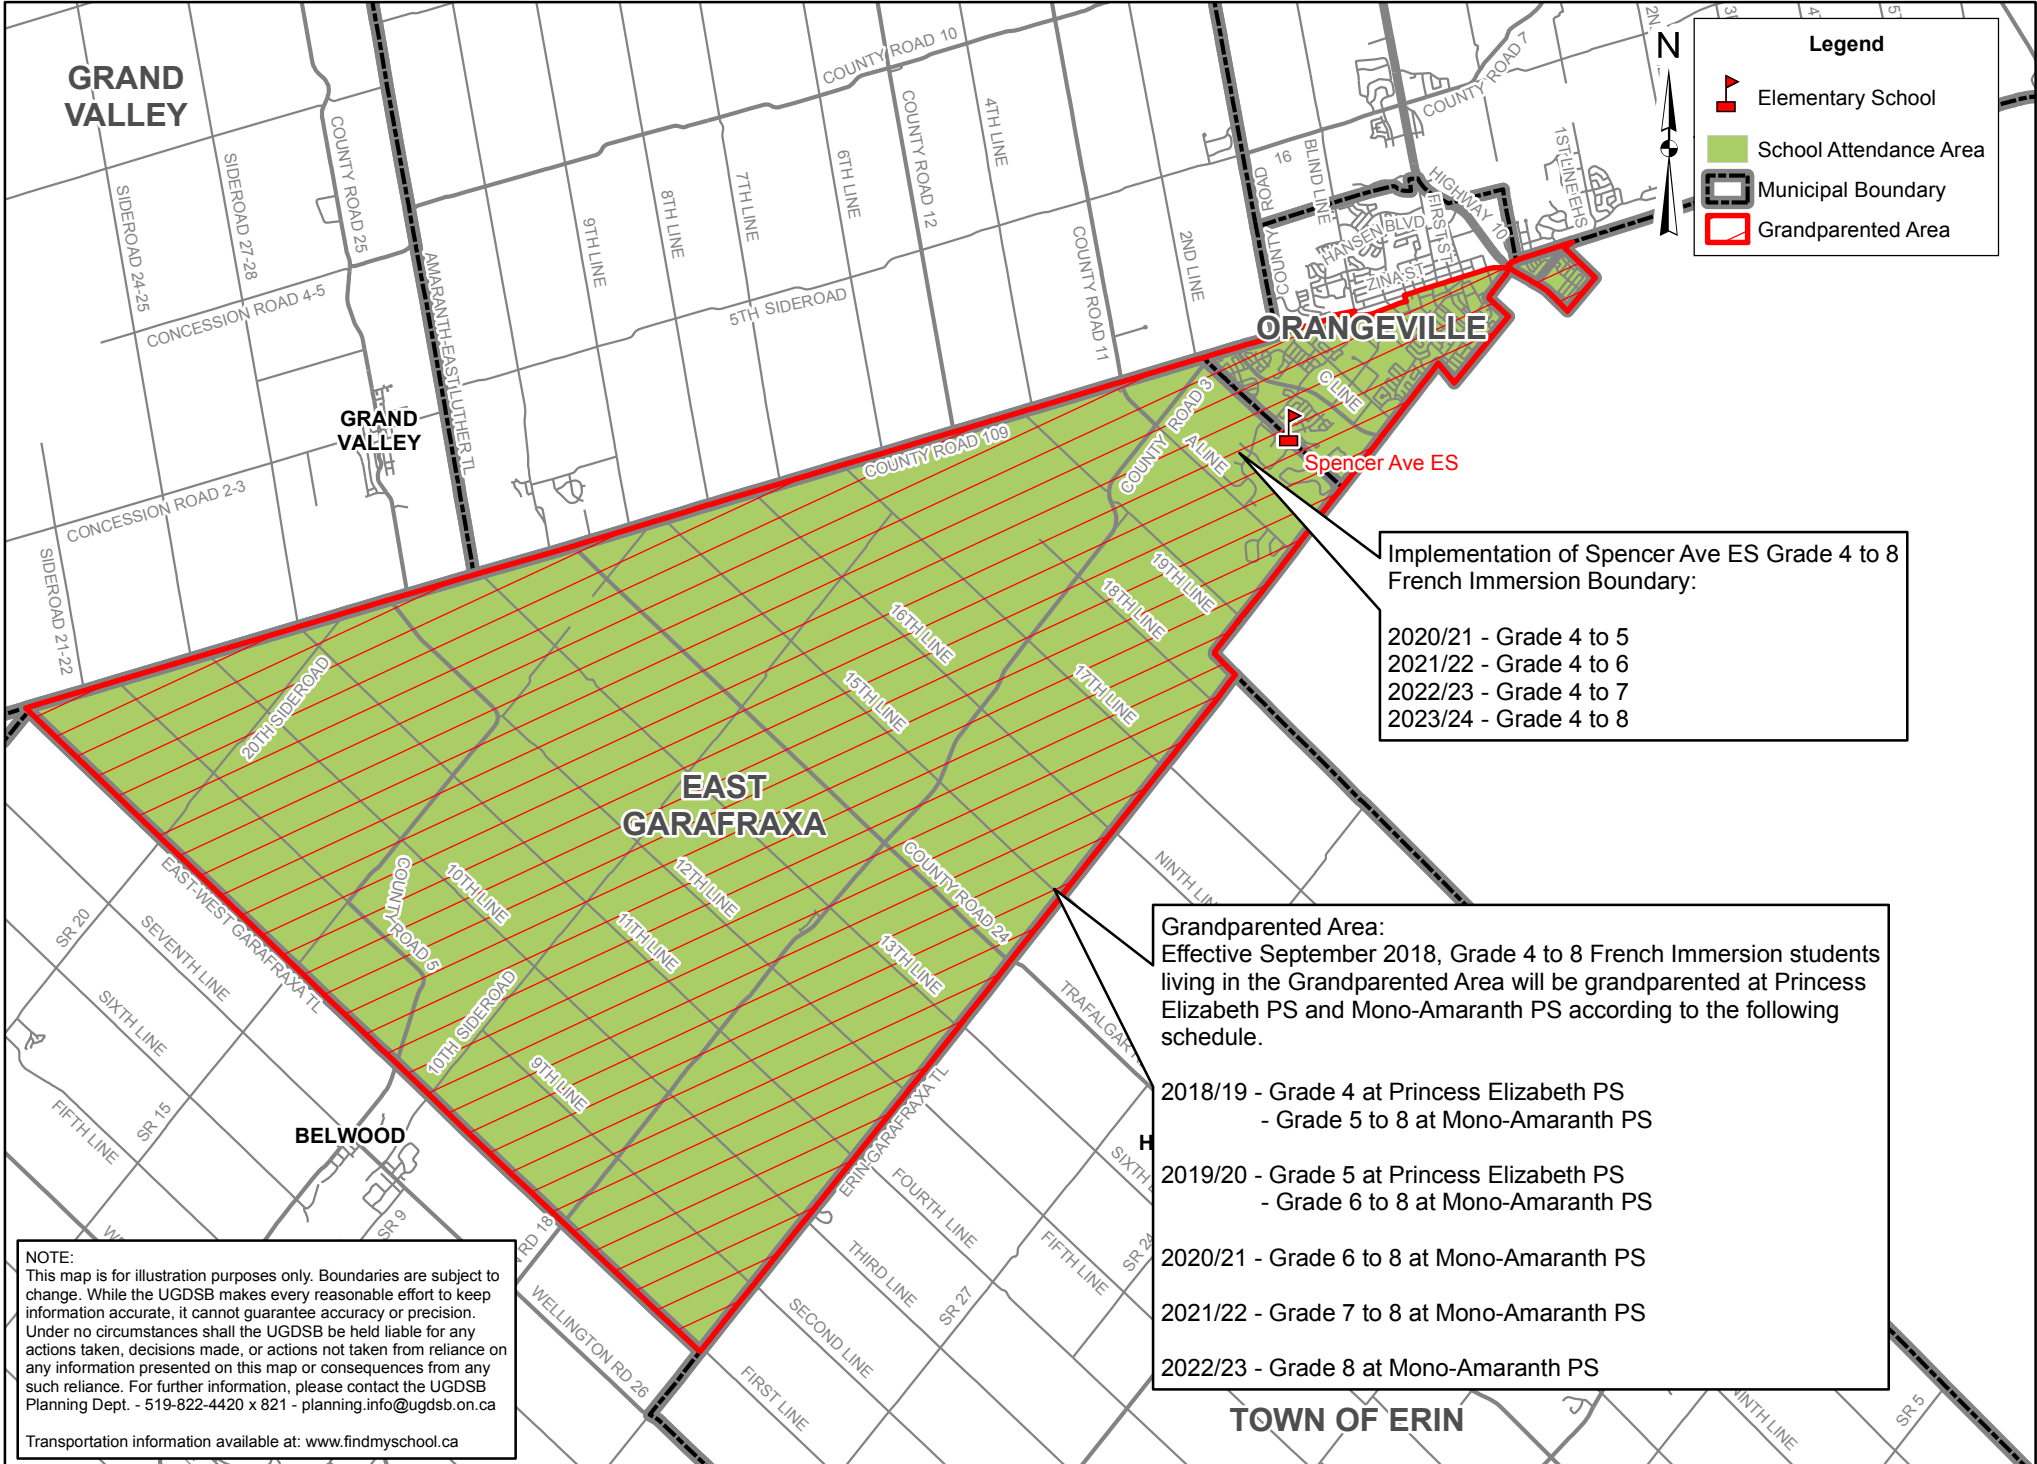 GRAND
VALLEY
COUNTY ROAD 10
COUNTY ROAD 7
N
Legend
Elementary School
School Attendance Area
Municipal Boundary
Grandparented Area
SIDEROAD 24-25
SIDEROAD 27-28
COUNTY ROAD 25
AMARANTH-EAST LUTHER TL
9TH LINE
8TH LINE
7TH LINE
6TH LINE
COUNTY ROAD 12
4TH LINE
COUNTY ROAD 11
2ND LINE
COUNTY ROAD
16
BLIND LINE
HANSEN BLVD
ZINA ST
FIRST ST
HIGHWAY 10
1ST LINE EHS
CONCESSION ROAD 4-5
5TH SIDEROAD
ORANGEVILLE
GRAND
VALLEY
CONCESSION ROAD 2-3
SIDEROAD 21-22
COUNTY ROAD 109
COUNTY ROAD 3
A LINE
C LINE
Spencer Ave ES
Implementation of Spencer Ave ES Grade 4 to 8
French Immersion Boundary:
2020/21 - Grade 4 to 5
2021/22 - Grade 4 to 6
2022/23 - Grade 4 to 7
2023/24 - Grade 4 to 8
19TH LINE
18TH LINE
17TH LINE
16TH LINE
15TH LINE
20TH SIDEROAD
EAST
GARAFRAXA
COUNTY ROAD 5
10TH LINE
11TH LINE
12TH LINE
13TH LINE
COUNTY ROAD 24
10TH SIDEROAD
9TH LINE
EAST-WEST GARAFRAXA TL
ERIN-GARAFRAXA TL
SR 20
SEVENTH LINE
SIXTH LINE
FIFTH LINE
SR 15
BELWOOD
SR 9
RD 18
WELLINGTON RD 26
FIRST LINE
SECOND LINE
THIRD LINE
FOURTH LINE
SR 27
FIFTH LINE
SR 24
SIXTH
TRAFALGAR
NINTH LIN
H
Grandparented Area:
Effective September 2018, Grade 4 to 8 French Immersion students
living in the Grandparented Area will be grandparented at Princess
Elizabeth PS and Mono-Amaranth PS according to the following
schedule.
2018/19 - Grade 4 at Princess Elizabeth PS
- Grade 5 to 8 at Mono-Amaranth PS
2019/20 - Grade 5 at Princess Elizabeth PS
- Grade 6 to 8 at Mono-Amaranth PS
2020/21 - Grade 6 to 8 at Mono-Amaranth PS
2021/22 - Grade 7 to 8 at Mono-Amaranth PS
2022/23 - Grade 8 at Mono-Amaranth PS
TOWN OF ERIN
NINTH LINE
SR 5
NOTE:
This map is for illustration purposes only. Boundaries are subject to
change. While the UGDSB makes every reasonable effort to keep
information accurate, it cannot guarantee accuracy or precision.
Under no circumstances shall the UGDSB be held liable for any
actions taken, decisions made, or actions not taken from reliance on
any information presented on this map or consequences from any
such reliance. For further information, please contact the UGDSB
Planning Dept. - 519-822-4420 x 821 - planning.info@ugdsb.on.ca
Transportation information available at: www.findmyschool.ca